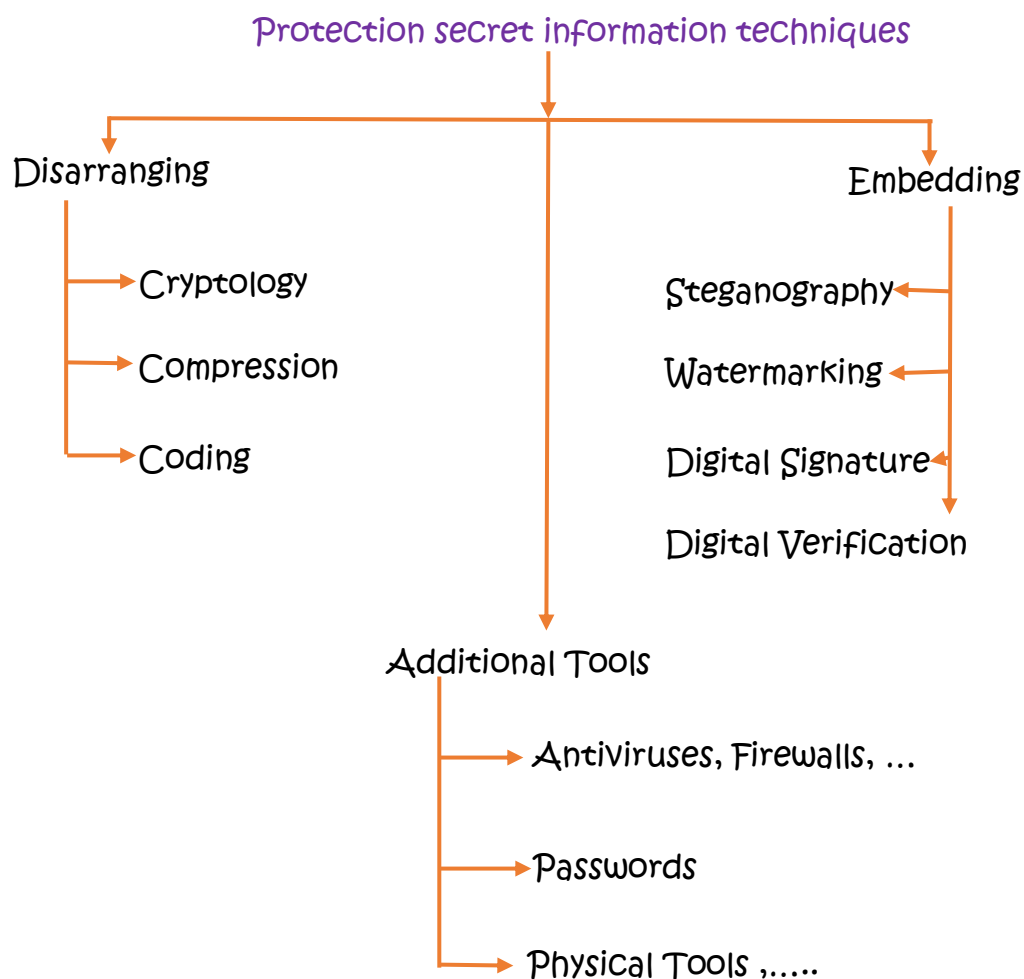 Protection secret information techniques
Disarranging
Cryptology
Compression
Coding
Embedding
Steganography
Watermarking
Digital Signature
Digital Verification
Additional Tools
Antiviruses, Firewalls, ...
Passwords
Physical Tools ,.....